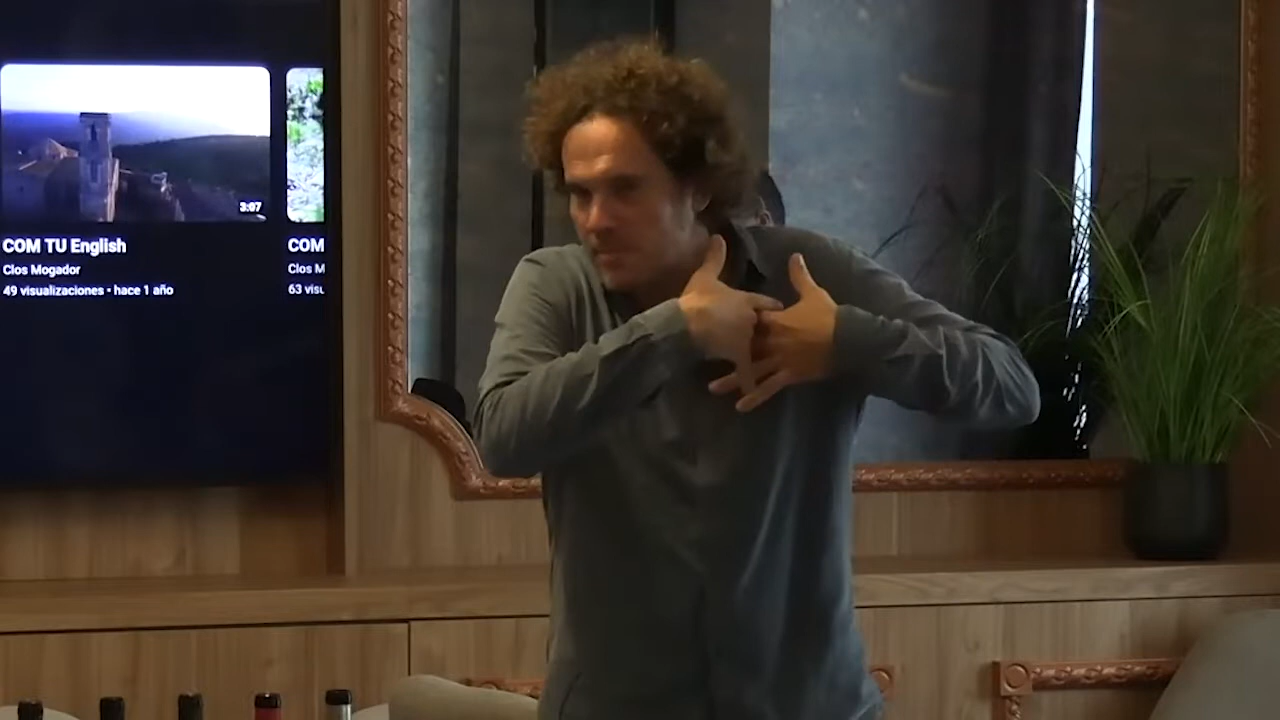 3:07
COM TU English
Clos Mogador
49 visualizaciones • hace 1 año
COM
Clos M
63 visu